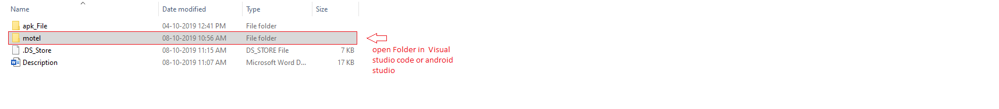 Name Date modified Type Size
apk_File 04-10-2019 12:41 PM File folder
motel 08-10-2019 10:56 AM File folder
.DS_Store 08-10-2019 11:15 AM DS_STORE File 7 KB
Description 08-10-2019 11:07 AM Microsoft Word D... 17 KB
open Folder in Visual
studio code or android
studio